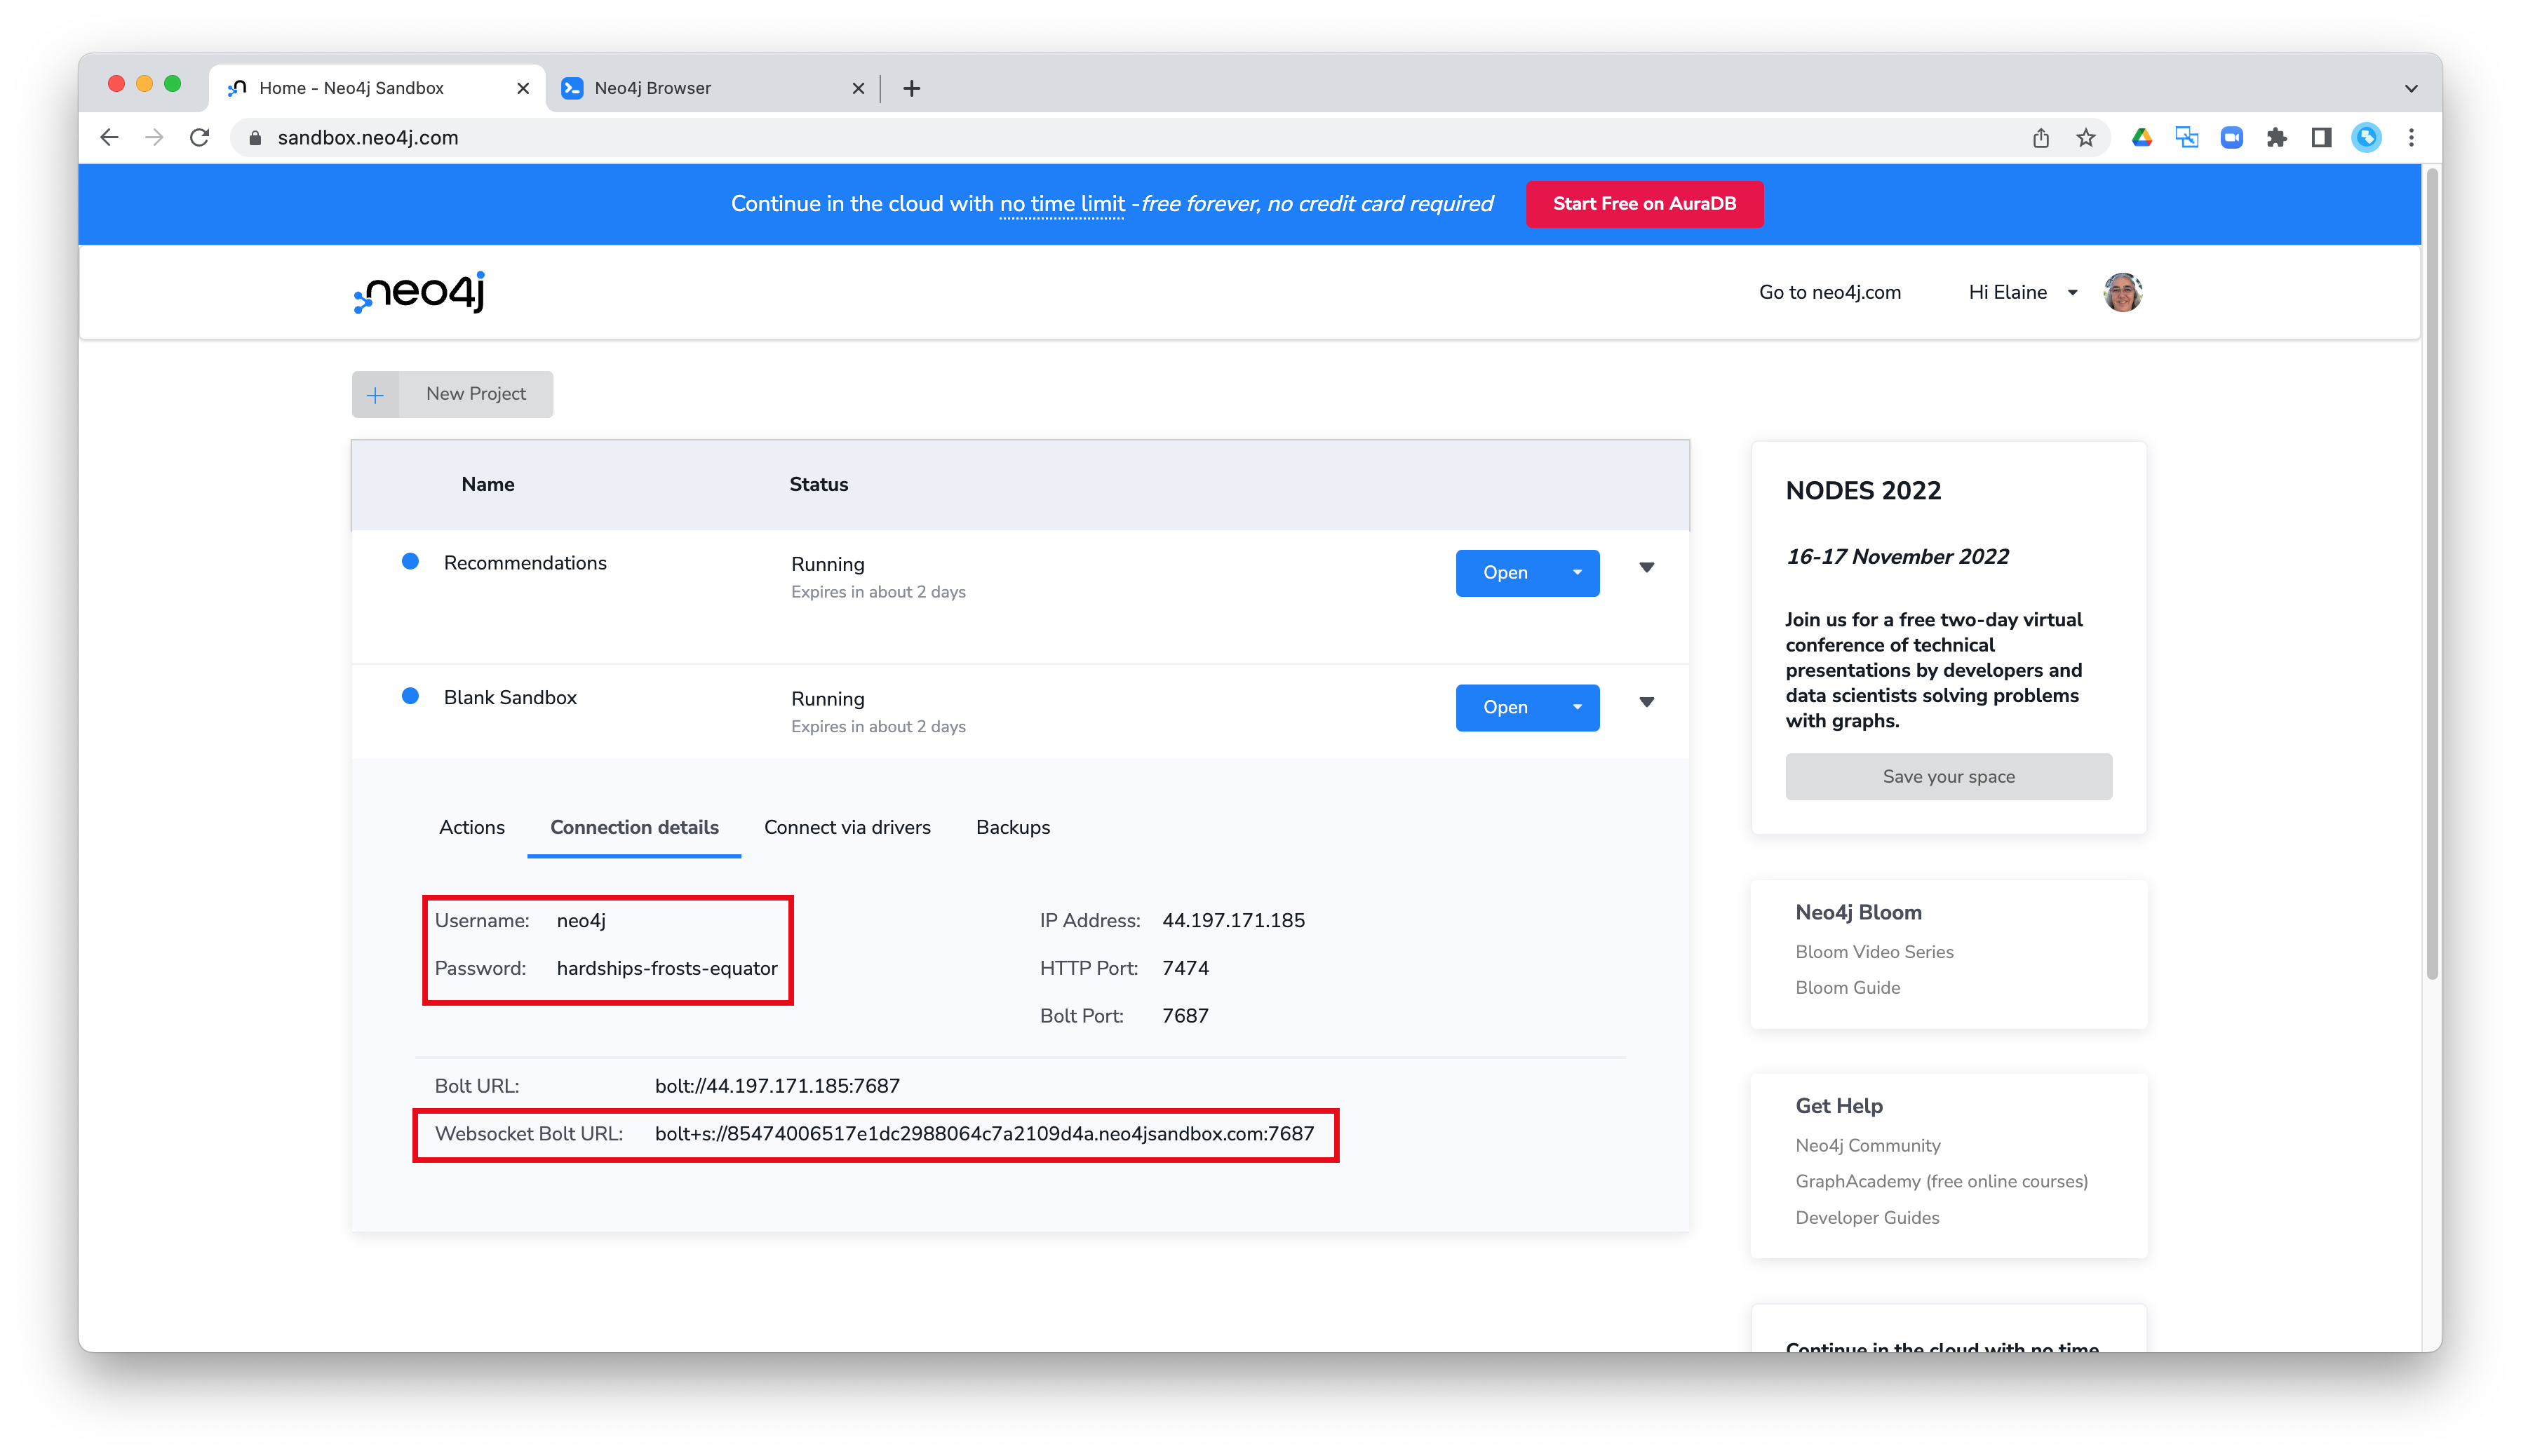 Home - Neo4j Sandbox
Neo4j Browser
sandbox.neo4j.com
Continue in the cloud with no time limit -free forever, no credit card required
Start Free on AuraDB
neo4j
Go to neo4j.com
Hi Elaine
New Project
Name
Status
Recommendations
Running
Expires in about 2 days
Open
Blank Sandbox
Running
Expires in about 2 days
Open
Actions
Connection details
Connect via drivers
Backups
Username: neo4j
Password: hardships-frosts-equator
IP Address: 44.197.171.185
HTTP Port: 7474
Bolt Port: 7687
Bolt URL: bolt://44.197.171.185:7687
Websocket Bolt URL: bolt+s://85474006517e1dc2988064c7a2109d4a.neo4jsandbox.com:7687
NODES 2022
16-17 November 2022
Join us for a free two-day virtual
conference of technical
presentations by developers and
data scientists solving problems
with graphs.
Save your space
Neo4j Bloom
Bloom Video Series
Bloom Guide
Get Help
Neo4j Community
GraphAcademy (free online courses)
Developer Guides
Continue in the cloud with no time